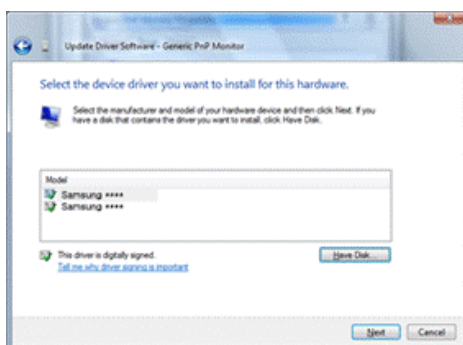 Update Driver Software - Generic PnP Monitor
Select the device driver you want to install for this hardware.
Select the manufacturer and model of your hardware device and then click Next. If you
have a disk that contains the driver you want to install, click Have Disk.
Model
Samsung ****
Samsung ****
This driver is digitally signed.
Have Disk...
Tell me why driver signing is important
Next
Cancel